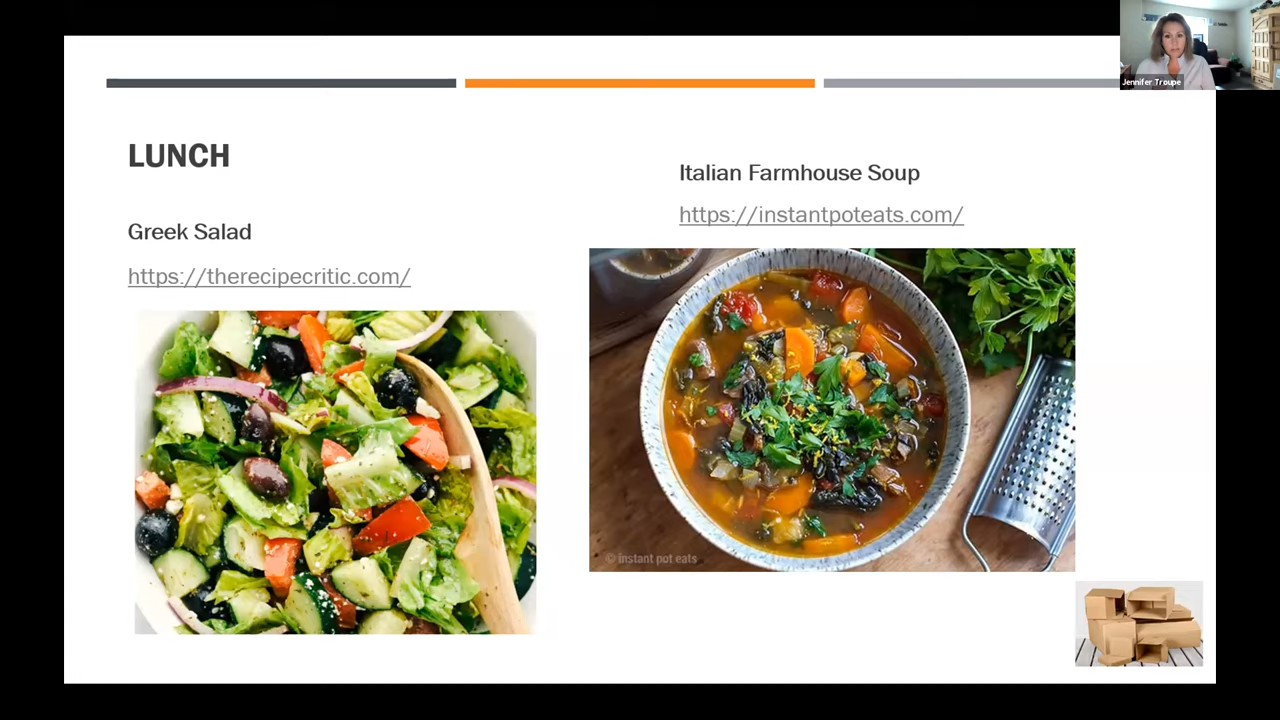 LUNCH
Greek Salad
https://therecipecritic.com/
Italian Farmhouse Soup
https://instantpoteats.com/
© instant pot eats
Jennifer Troupe